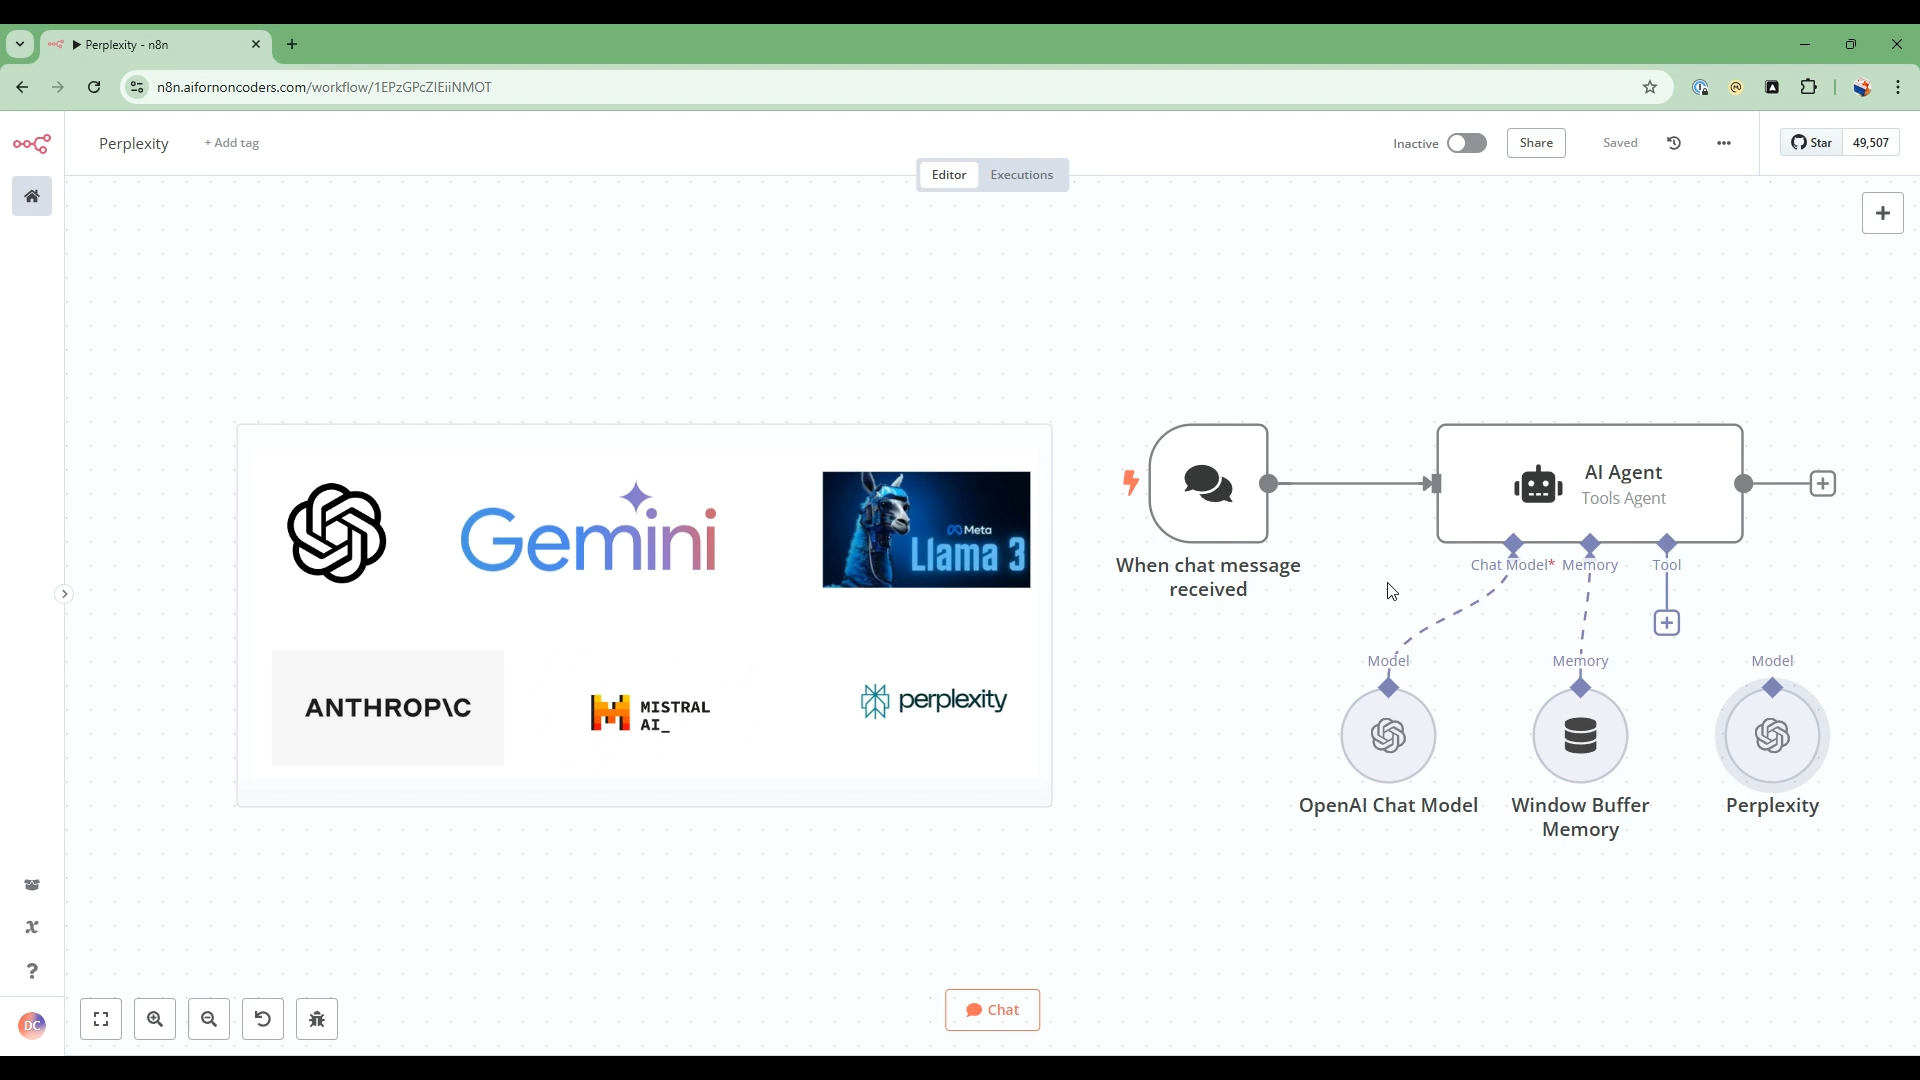 Perplexity - n8n
n8n.aifornoncoders.com/workflow/1EPzGPcZIEiiNMOT
Perplexity
+ Add tag
Inactive
Share
Saved
Star
49,507
Editor
Executions
Gemini
Meta
Llama 3
ANTHROP\C
MISTRAL
AI_
perplexity
When chat message
received
AI Agent
Tools Agent
Chat Model*
Memory
Tool
Model
Memory
Model
OpenAI Chat Model
Window Buffer
Memory
Perplexity
DC
Chat